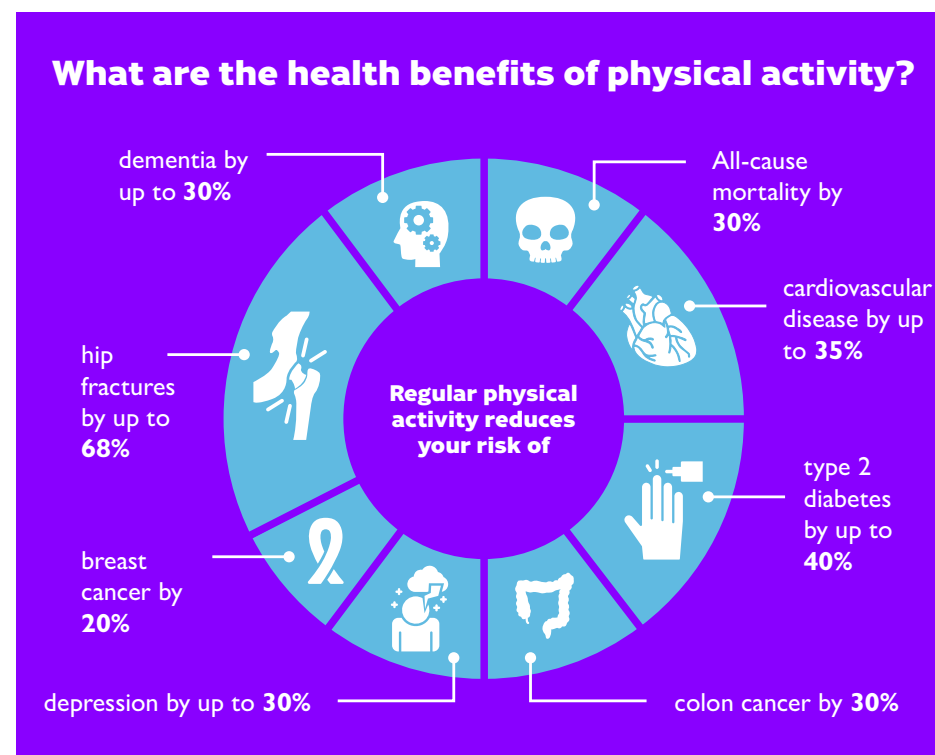 What are the health benefits of physical activity?
dementia by
up to 30%
All-cause
mortality by
30%
cardiovascular
disease by up
to 35%
hip
fractures
by up to
68%
Regular physical
activity reduces
your risk of
type 2
diabetes
by up to
40%
breast
cancer by
20%
depression by up to 30%
colon cancer by 30%